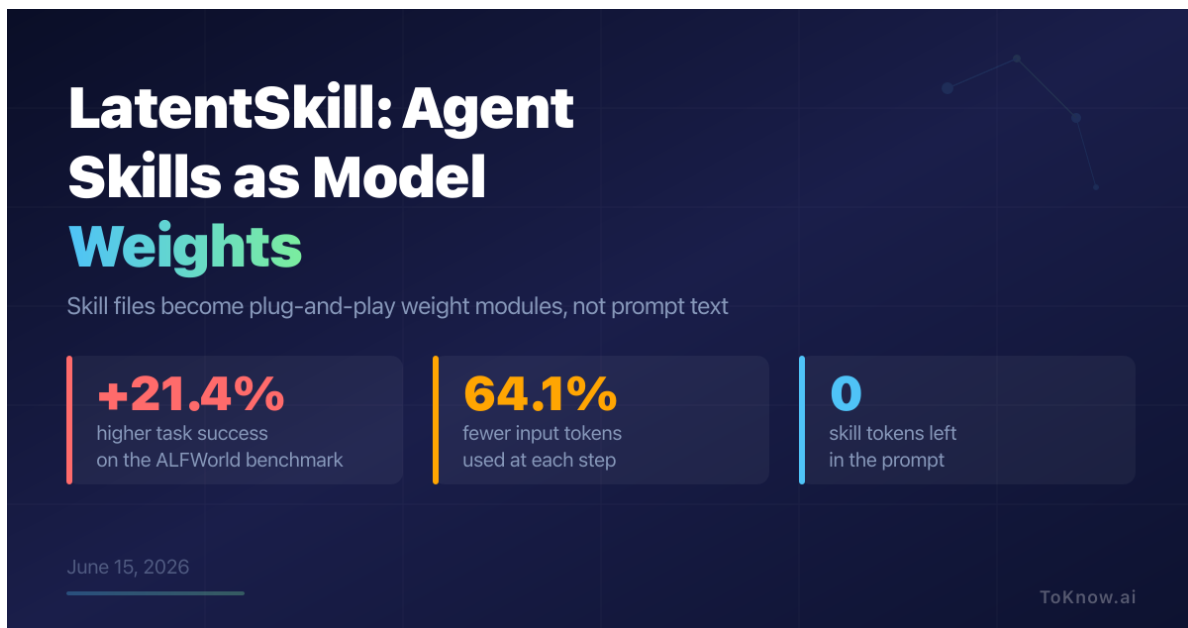 LatentSkill: Agent
Skills as Model
Weights
Skill files become plug-and-play weight modules, not prompt text
+21.4%
higher task success
on the ALFWorld benchmark
64.1%
fewer input tokens
used at each step
0
skill tokens left
in the prompt
June 15, 2026
ToKnow.ai